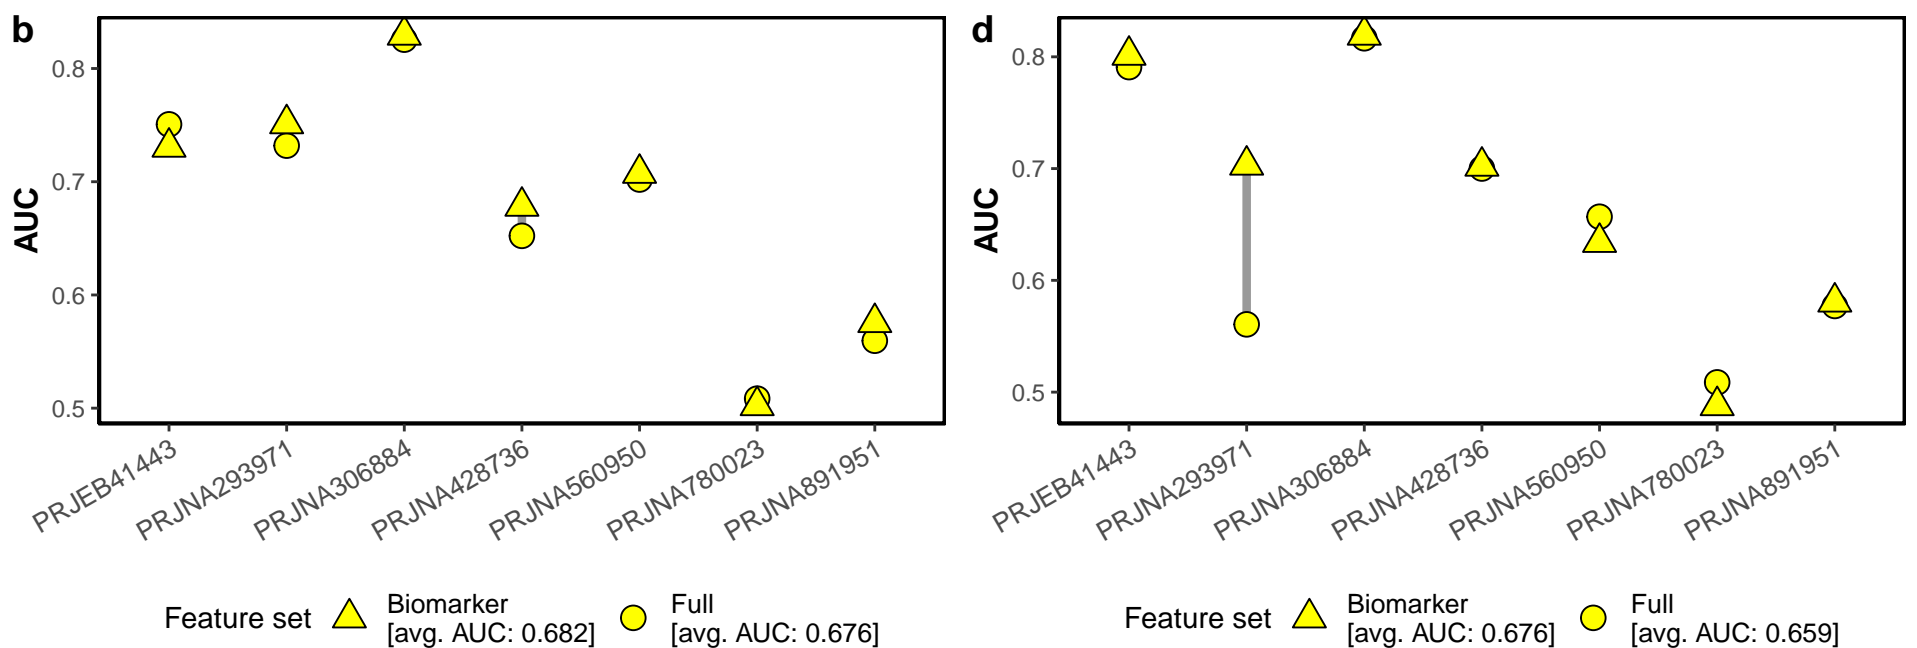 b
AUC
0.8
0.7
0.6
0.5
PRJEB41443
PRJNA293971
PRJNA306884
PRJNA428736
PRJNA560950
PRJNA780023
PRJNA891951
Feature set
Biomarker
[avg. AUC: 0.682]
Full
[avg. AUC: 0.676]
d
AUC
0.8
0.7
0.6
0.5
PRJEB41443
PRJNA293971
PRJNA306884
PRJNA428736
PRJNA560950
PRJNA780023
PRJNA891951
Feature set
Biomarker
[avg. AUC: 0.676]
Full
[avg. AUC: 0.659]